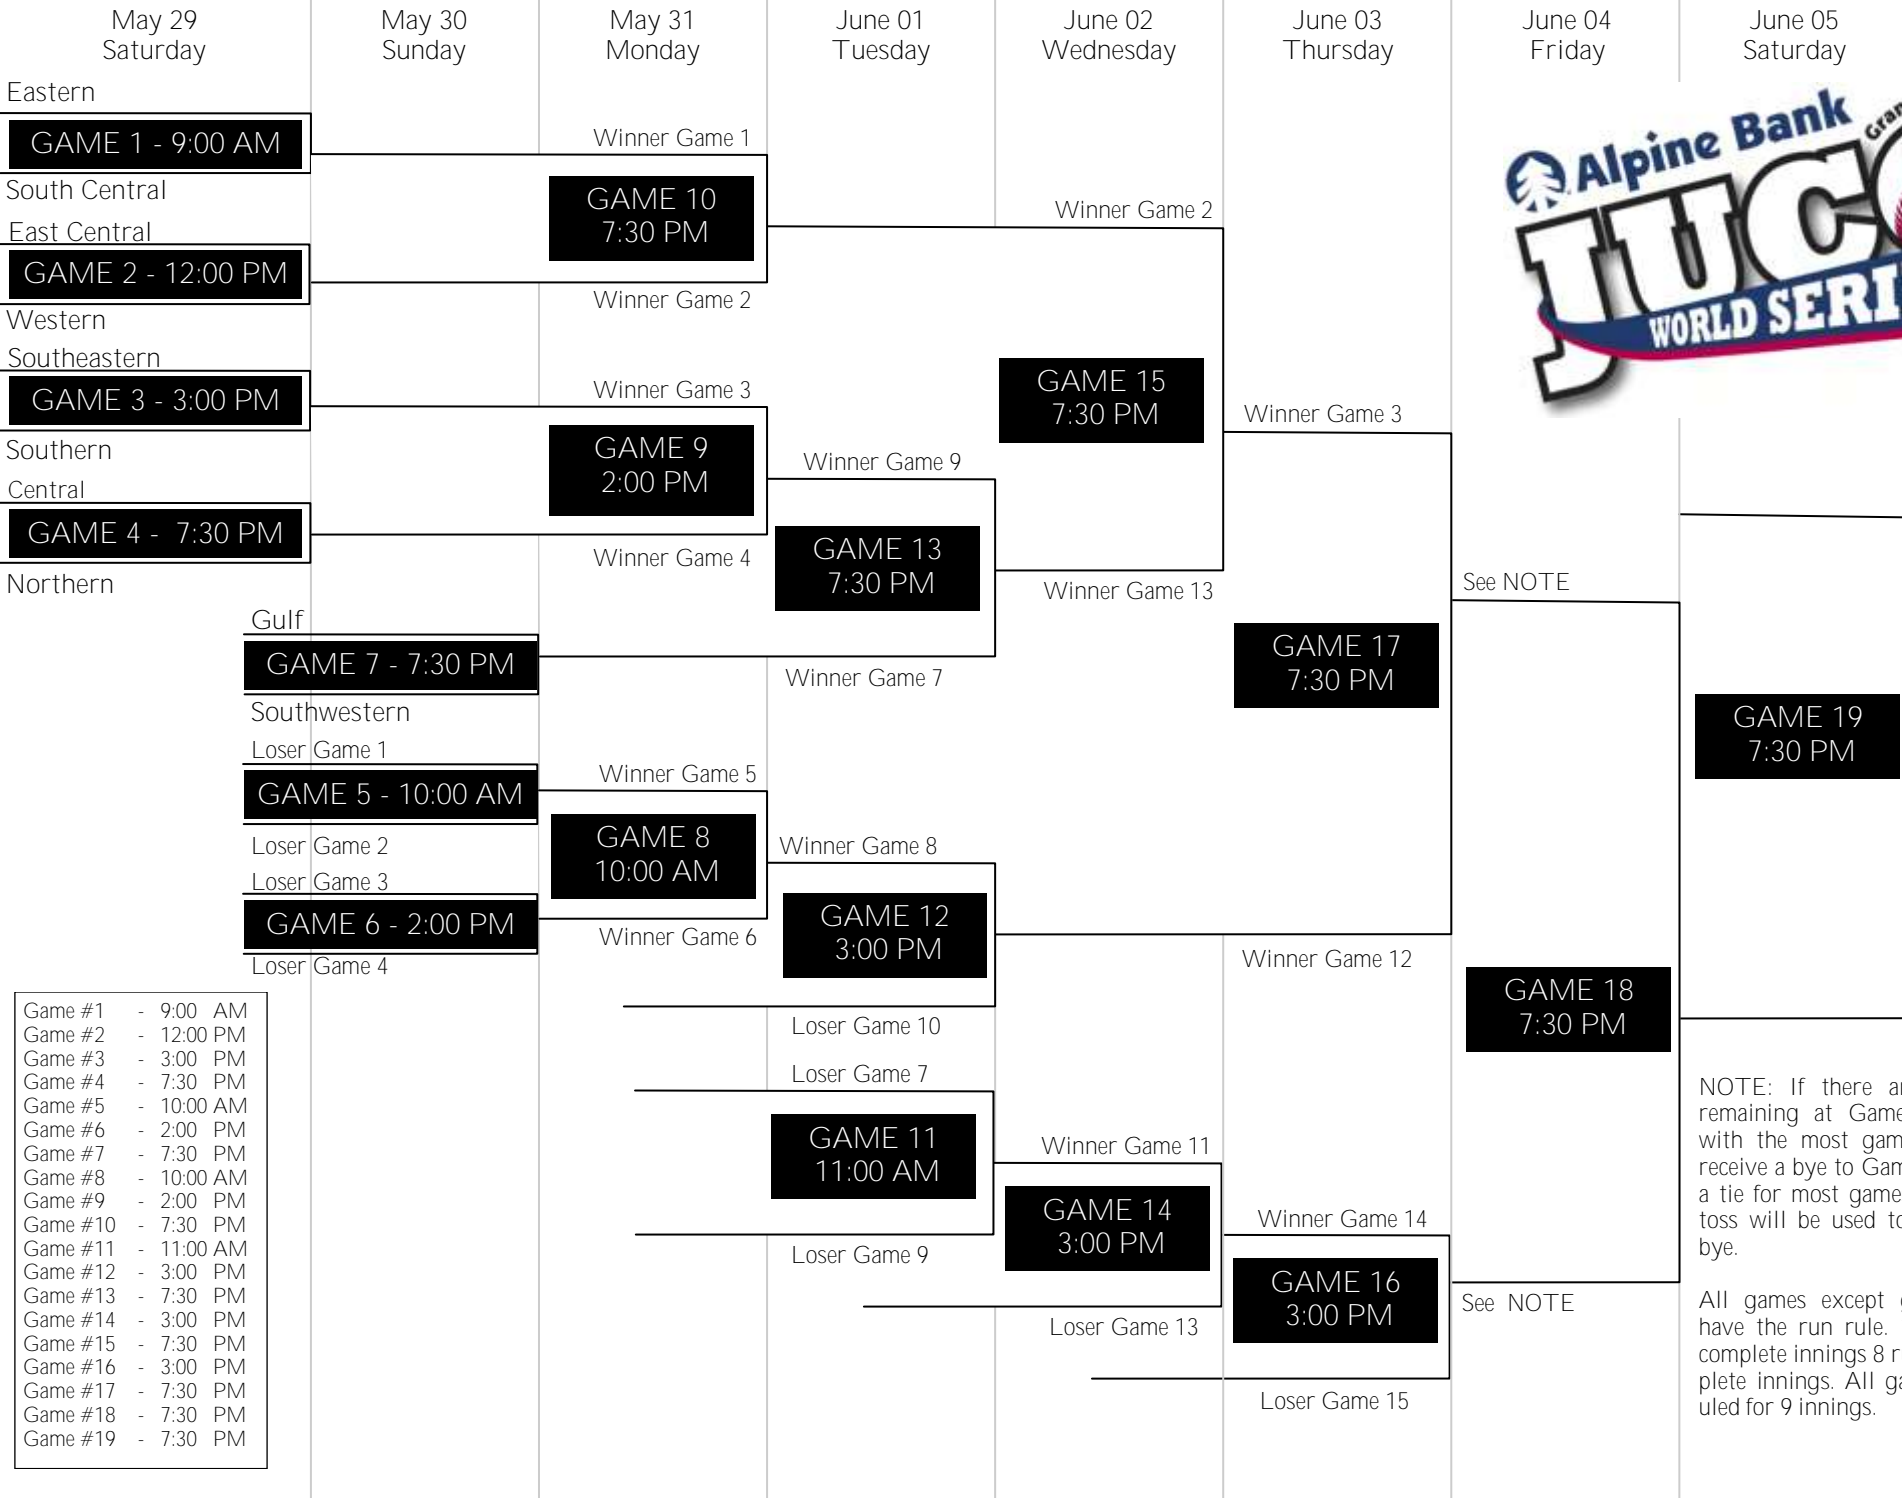 May 29
Saturday
May 30
Sunday
May 31
Monday
June 01
Tuesday
June 02
Wednesday
June 03
Thursday
June 04
Friday
June 05
Saturday
Eastern
GAME 1 - 9:00 AM
South Central
East Central
GAME 2 - 12:00 PM
Western
Southeastern
GAME 3 - 3:00 PM
Southern
Central
GAME 4 - 7:30 PM
Northern
Gulf
GAME 7 - 7:30 PM
Southwestern
Loser Game 1
GAME 5 - 10:00 AM
Loser Game 2
Loser Game 3
GAME 6 - 2:00 PM
Loser Game 4
Winner Game 1
GAME 10
7:30 PM
Winner Game 2
Winner Game 3
GAME 9
2:00 PM
Winner Game 4
Winner Game 5
GAME 8
10:00 AM
Winner Game 6
Winner Game 9
GAME 13
7:30 PM
Winner Game 7
Winner Game 8
GAME 12
3:00 PM
Loser Game 10
Loser Game 7
GAME 11
11:00 AM
Loser Game 9
Winner Game 2
GAME 15
7:30 PM
Winner Game 13
Winner Game 11
GAME 14
3:00 PM
Loser Game 13
Winner Game 3
GAME 17
7:30 PM
Winner Game 12
Winner Game 14
GAME 16
3:00 PM
Loser Game 15
See NOTE
GAME 18
7:30 PM
See NOTE
Alpine Bank
WORLD
GAME 19
7:30 PM
NOTE: If there
remaining at
with the most
receive a bye to
a tie for most
toss will be used
bye.
All games except
have the run rule.
complete innings 8
plete innings. All
uled for 9 innings.
Game #1 - 9:00 AM
Game #2 - 12:00 PM
Game #3 - 3:00 PM
Game #4 - 7:30 PM
Game #5 - 10:00 AM
Game #6 - 2:00 PM
Game #7 - 7:30 PM
Game #8 - 10:00 AM
Game #9 - 2:00 PM
Game #10 - 7:30 PM
Game #11 - 11:00 AM
Game #12 - 3:00 PM
Game #13 - 7:30 PM
Game #14 - 3:00 PM
Game #15 - 7:30 PM
Game #16 - 3:00 PM
Game #17 - 7:30 PM
Game #18 - 7:30 PM
Game #19 - 7:30 PM